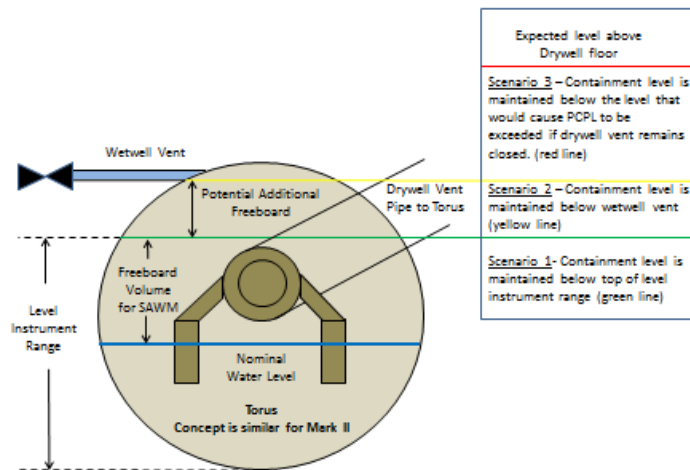 Expected level above
Drywell floor
Scenario 3 – Containment level is
maintained below the level that
would cause PCPL to be
exceeded if drywell vent remains
closed. (red line)
Wetwell Vent
Potential Additional
Freeboard
Drywell Vent
Pipe to Torus
Scenario 2 – Containment level is
maintained below wetwell vent
(yellow line)
Freeboard
Volume
for SAWM
Scenario 1- Containment level is
maintained below top of level
instrument range (green line)
Level
Instrument
Range
Nominal
Water Level
Torus
Concept is similar for Mark II